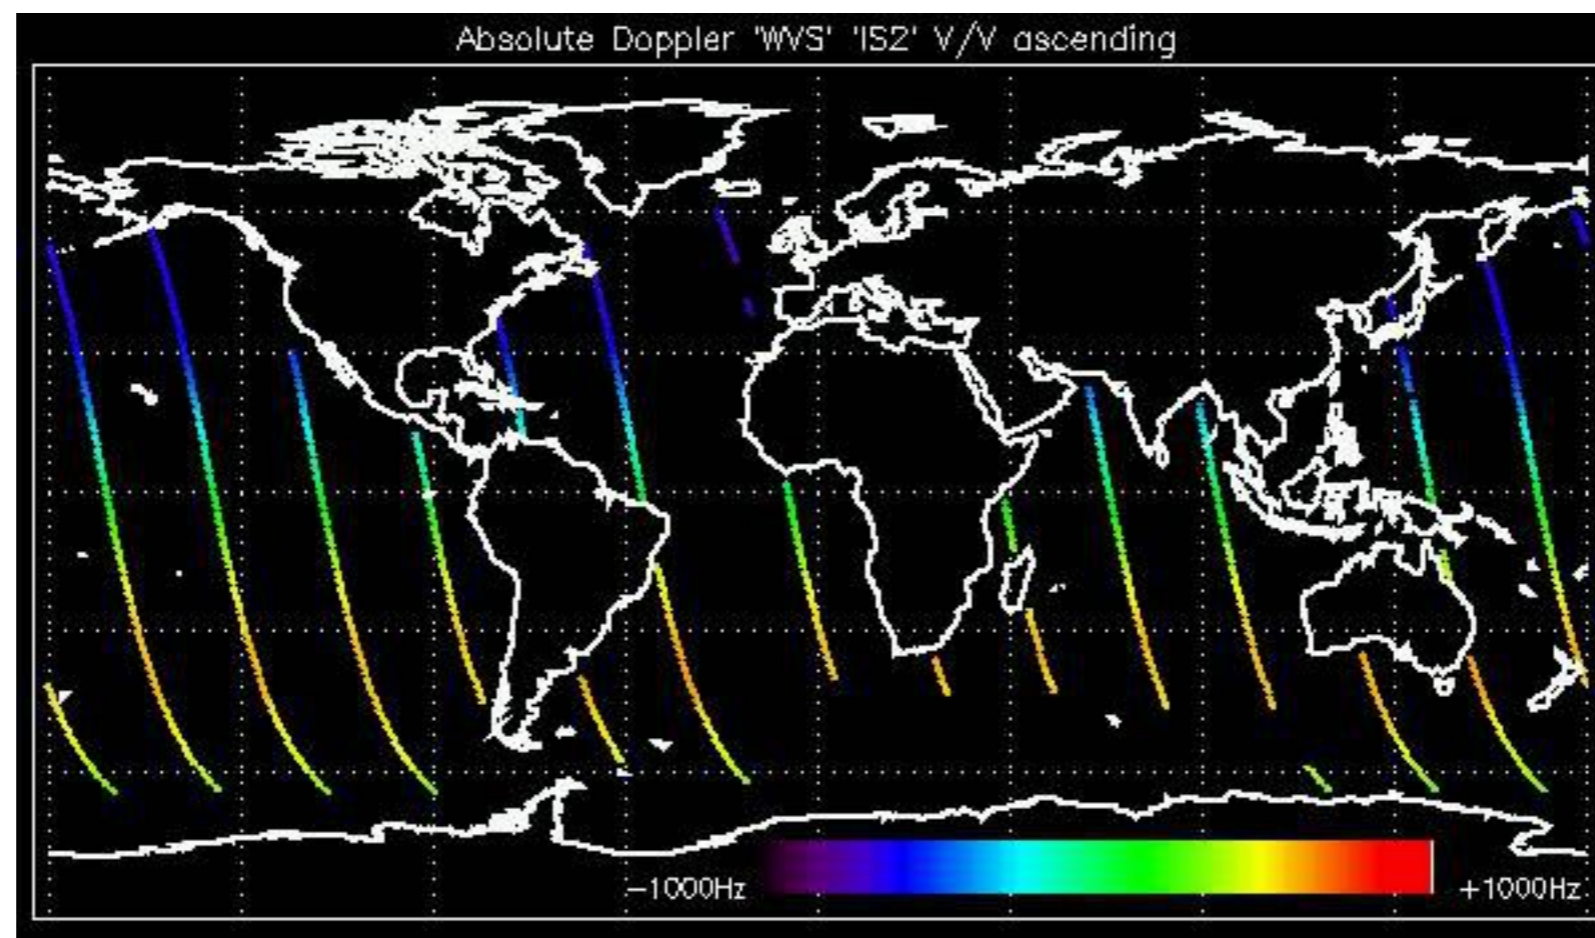 Absolute Doppler 'WVS' 'IS2' V/V ascending
−1000Hz +1000Hz